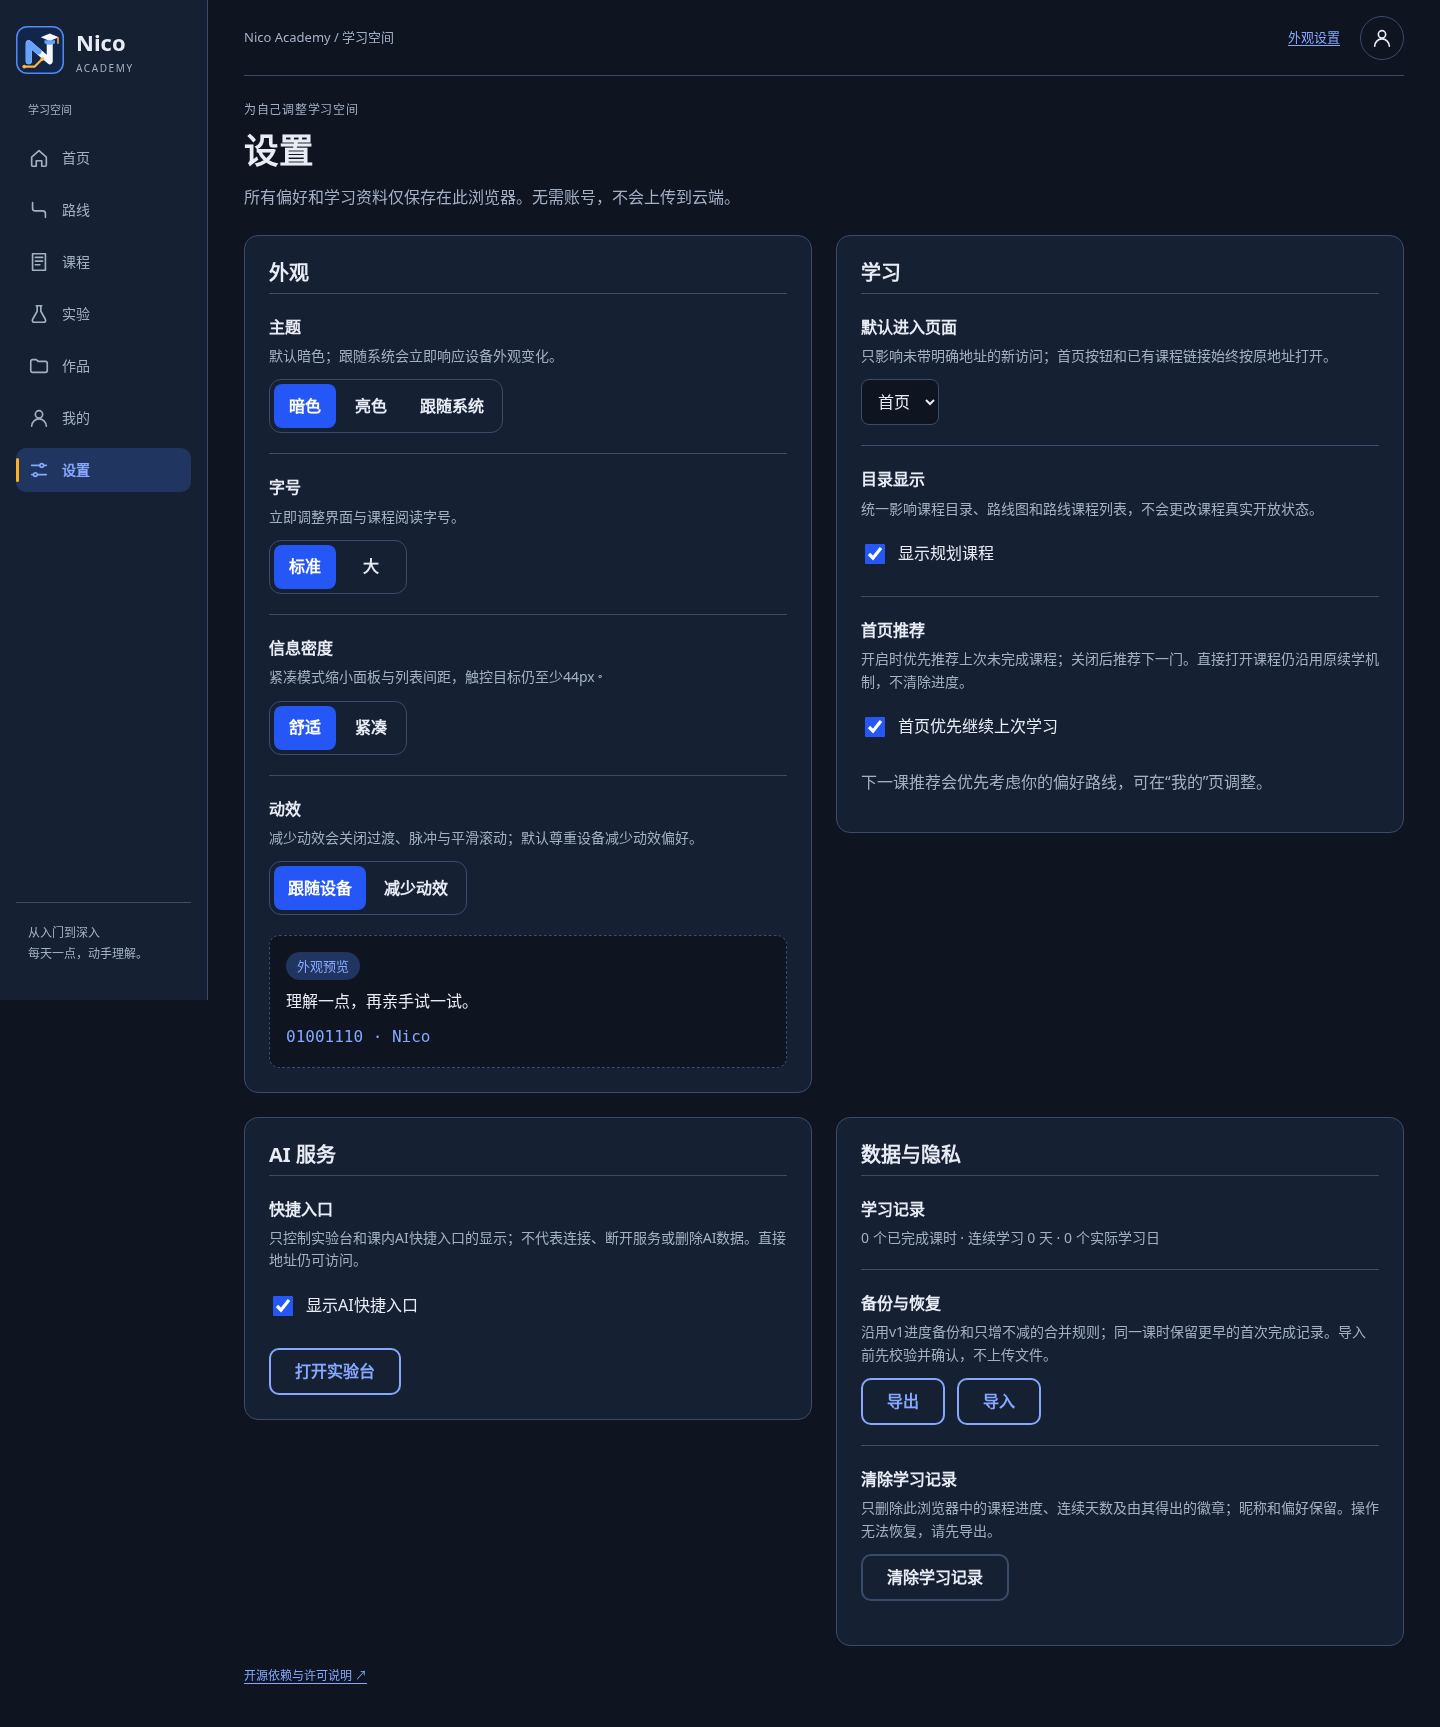 Nico
ACADEMY
学习空间
首页
路线
课程
实验
作品
我的
设置
从入门到深入
每天一点，动手理解。
Nico Academy / 学习空间
外观设置
为自己调整学习空间
设置
所有偏好和学习资料仅保存在此浏览器。无需账号，不会上传到云端。
外观
主题
默认暗色；跟随系统会立即响应设备外观变化。
暗色 亮色 跟随系统
字号
立即调整界面与课程阅读字号。
标准 大
信息密度
紧凑模式缩小面板与列表间距，触控目标仍至少44px。
舒适 紧凑
动效
减少动效会关闭过渡、脉冲与平滑滚动；默认尊重设备减少动效偏好。
跟随设备 减少动效
外观预览
理解一点，再亲手试一试。
01001110 · Nico
学习
默认进入页面
只影响未带明确地址的新访问；首页按钮和已有课程链接始终按原地址打开。
首页
目录显示
统一影响课程目录、路线图和路线课程列表，不会更改课程真实开放状态。
显示规划课程
首页推荐
开启时优先推荐上次未完成课程；关闭后推荐下一门。直接打开课程仍沿用原续学机
制，不清除进度。
首页优先继续上次学习
下一课推荐会优先考虑你的偏好路线，可在“我的”页调整。
AI 服务
快捷入口
只控制实验台和课内AI快捷入口的显示；不代表连接、断开服务或删除AI数据。直接
地址仍可访问。
显示AI快捷入口
打开实验台
数据与隐私
学习记录
0 个已完成课时 · 连续学习 0 天 · 0 个实际学习日
备份与恢复
沿用v1进度备份和只增不减的合并规则；同一课时保留更早的首次完成记录。导入
前先校验并确认，不上传文件。
导出 导入
清除学习记录
只删除此浏览器中的课程进度、连续天数及由其得出的徽章；昵称和偏好保留。操作
无法恢复，请先导出。
清除学习记录
开源依赖与许可说明 ↗